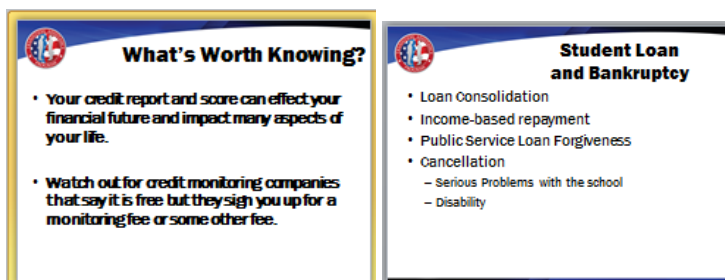 What's Worth Knowing?
• Your credit report and score can effect your
financial future and impact many aspects of
your life.
• Watch out for credit monitoring companies
that say it is free but they sign you up for a
monitoring fee or some other fee.
Student Loan
and Bankruptcy
• Loan Consolidation
• Income-based repayment
• Public Service Loan Forgiveness
• Cancellation
– Serious Problems with the school
– Disability